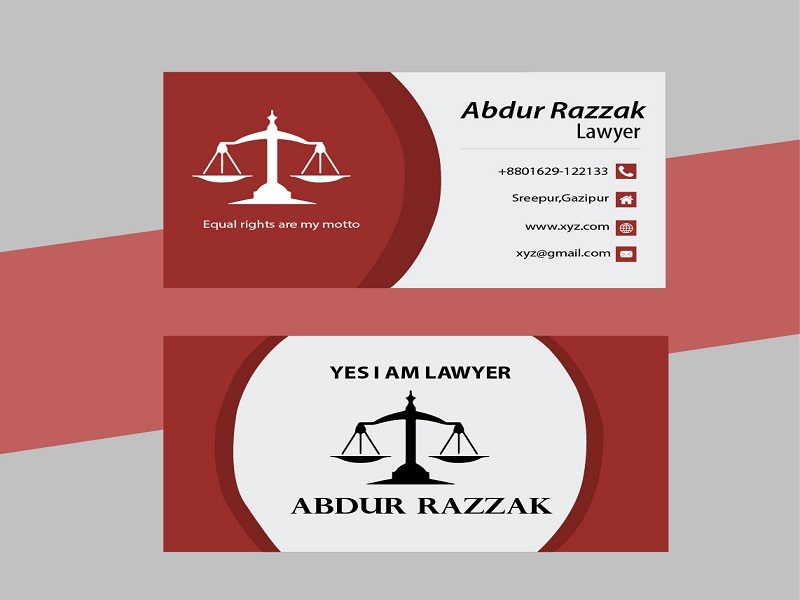 Abdur Razzak
Lawyer
+8801629-122133
Sreepur,Gazipur
www.xyz.com
xyz@gmail.com
Equal rights are my motto
YES I AM LAWYER
ABDUR RAZZAK